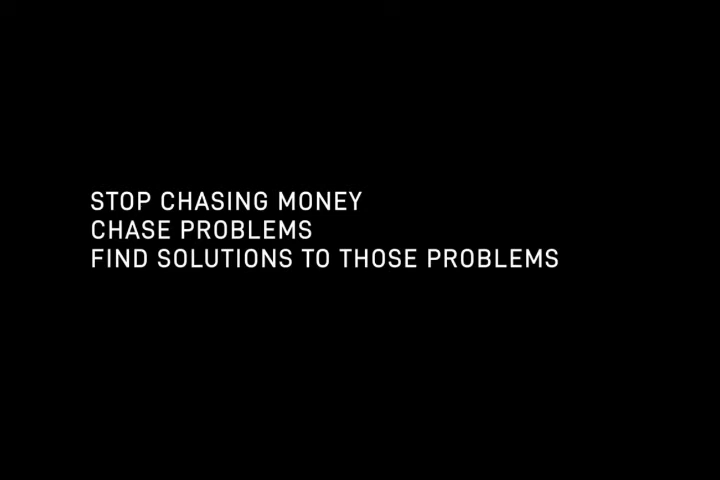 STOP CHASING MONEY
CHASE PROBLEMS
FIND SOLUTIONS TO THOSE PROBLEMS